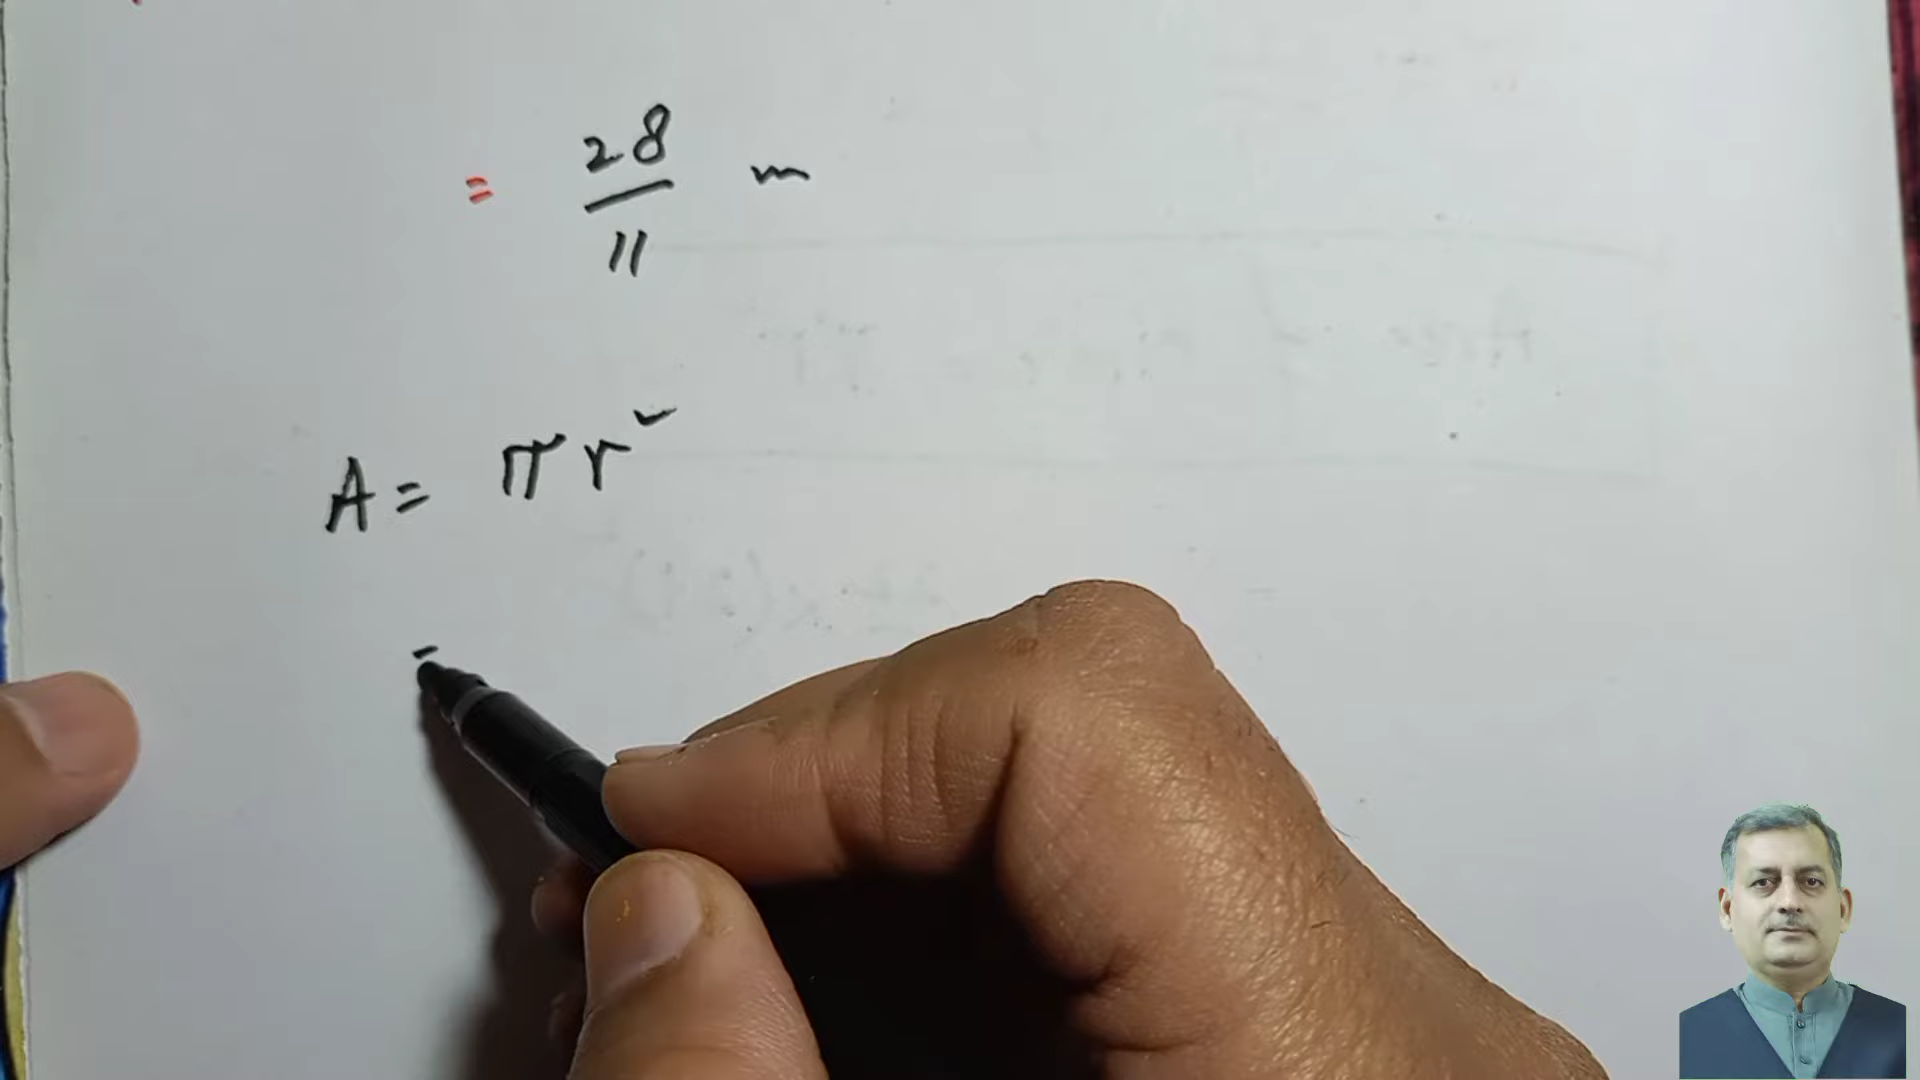 = 28/11 m
A = πr²
=